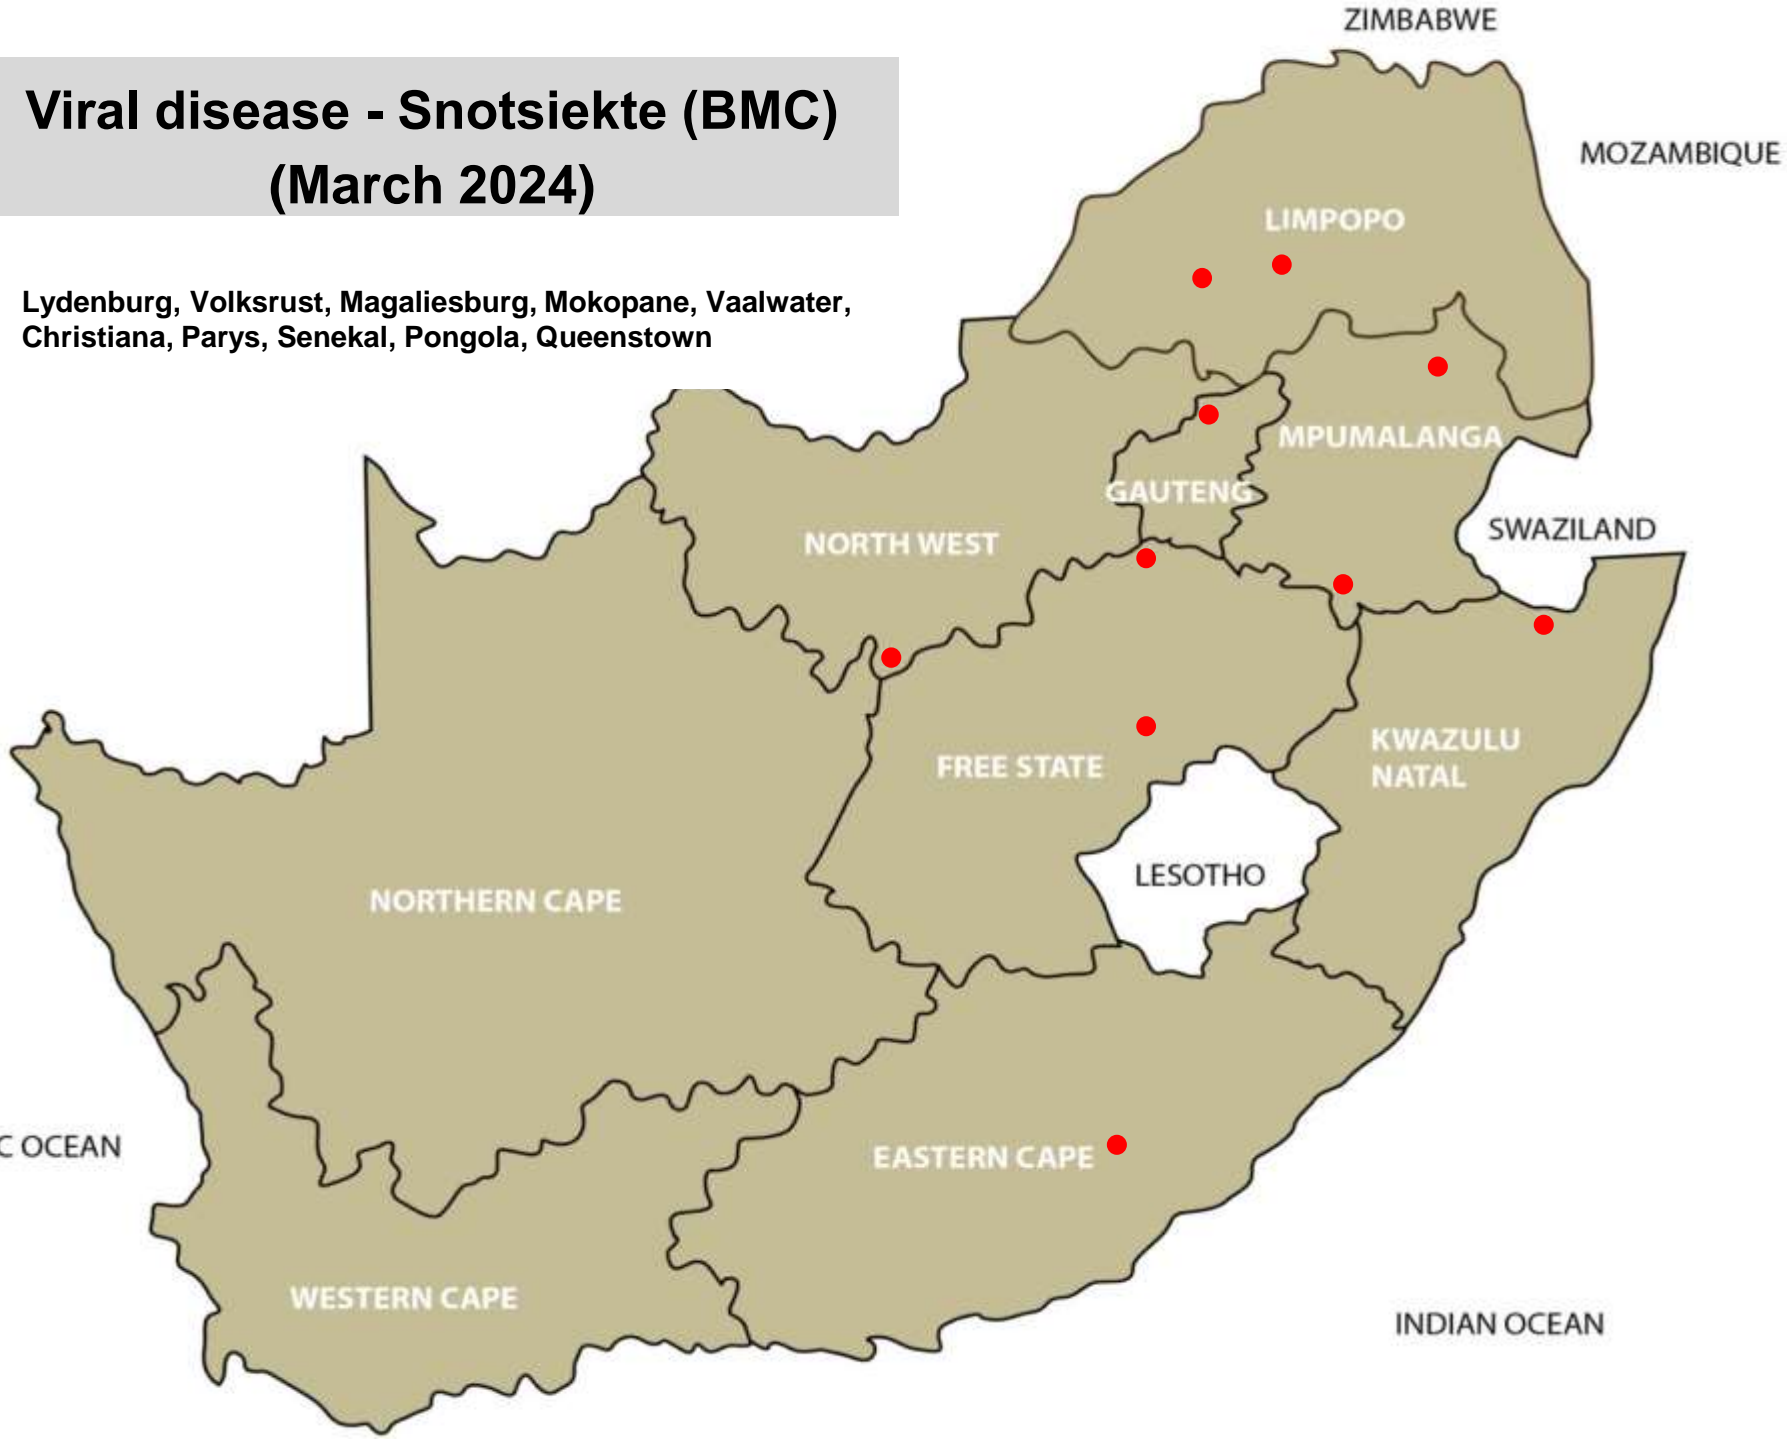 ZIMBABWE
Viral disease - Snotsiekte (BMC)
(March 2024)
MOZAMBIQUE
LIMPOPO
Lydenburg, Volksrust, Magaliesburg, Mokopane, Vaalwater,
Christiana, Parys, Senekal, Pongola, Queenstown
MPUMALANGA
GAUTENG
SWAZILAND
NORTH WEST
KWAZULU
NATAL
FREE STATE
LESOTHO
NORTHERN CAPE
C OCEAN
EASTERN CAPE
WESTERN CAPE
INDIAN OCEAN